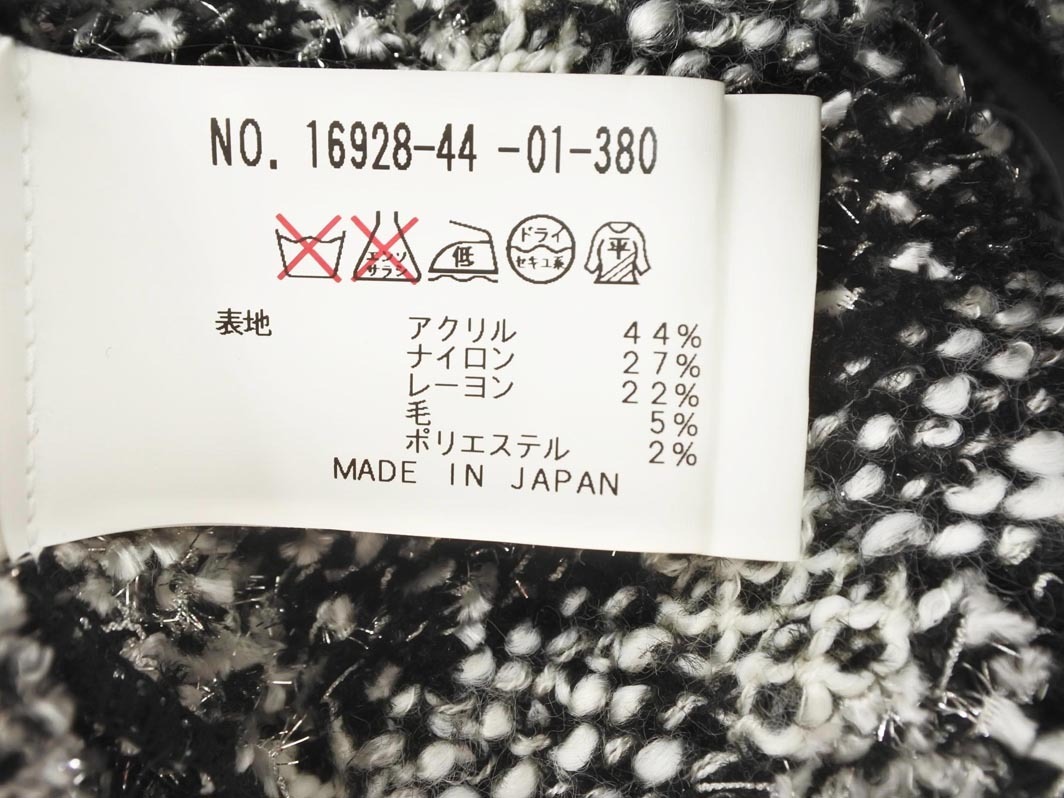 NO. 16928-44 -01-380
エンソ サラシ 低 ドライ セキユ系 平
表地 アクリル 44%
ナイロン 27%
レーヨン 22%
毛 5%
ポリエステル 2%
MADE IN JAPAN